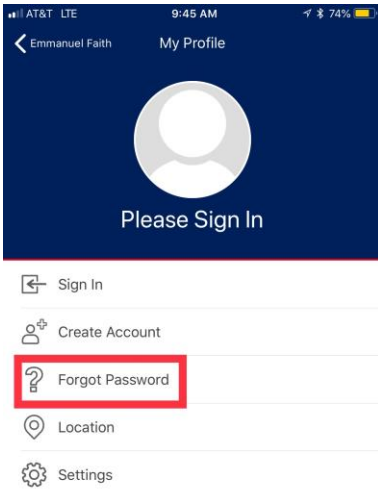 AT&T LTE 9:45 AM 74%
Emmanuel Faith My Profile
Please Sign In
Sign In
Create Account
Forgot Password
Location
Settings